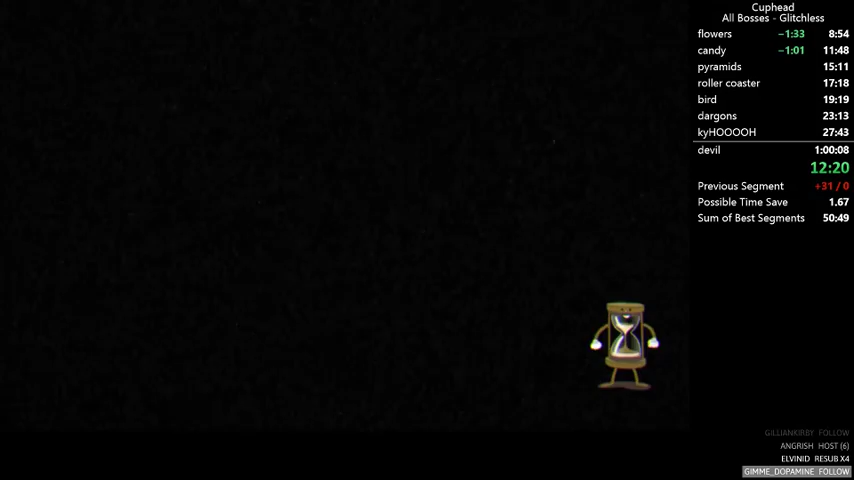 Cuphead
All Bosses - Glitchless
flowers −1:33 8:54
candy −1:01 11:48
pyramids 15:11
roller coaster 17:18
bird 19:19
dargons 23:13
kyHOOOOH 27:43
devil 1:00:08
12:20
Previous Segment +31 / 0
Possible Time Save 1.67
Sum of Best Segments 50:49
GILLIANKIRBY FOLLOW
ANGRISH HOST (6)
ELVINID RESUB X4
GIMME_DOPAMINE FOLLOW